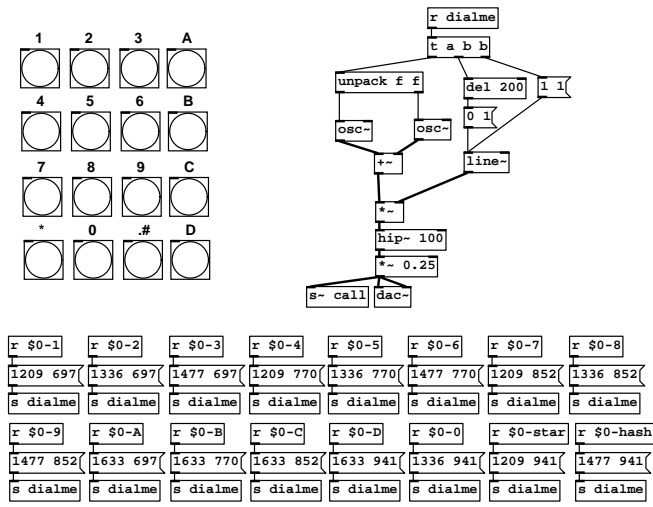 1 2 3 A
4 5 6 B
7 8 9 C
* 0 .# D
r dialme
t a b b
unpack f f
del 200
1 1
0 1
osc~ osc~
+~
line~
*~
hip~ 100
*~ 0.25
s~ call dac~
r $0-1 r $0-2 r $0-3 r $0-4 r $0-5 r $0-6 r $0-7 r $0-8
1209 697 1336 697 1477 697 1209 770 1336 770 1477 770 1209 852 1336 852
s dialme s dialme s dialme s dialme s dialme s dialme s dialme s dialme
r $0-9 r $0-A r $0-B r $0-C r $0-D r $0-0 r $0-star r $0-hash
1477 852 1633 697 1633 770 1633 852 1633 941 1336 941 1209 941 1477 941
s dialme s dialme s dialme s dialme s dialme s dialme s dialme s dialme